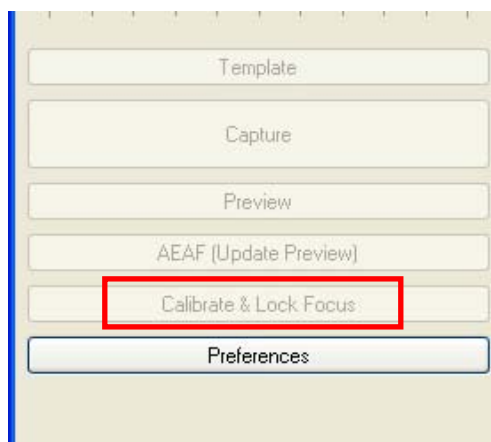 Template
Capture
Preview
AEAF (Update Preview)
Calibrate & Lock Focus
Preferences